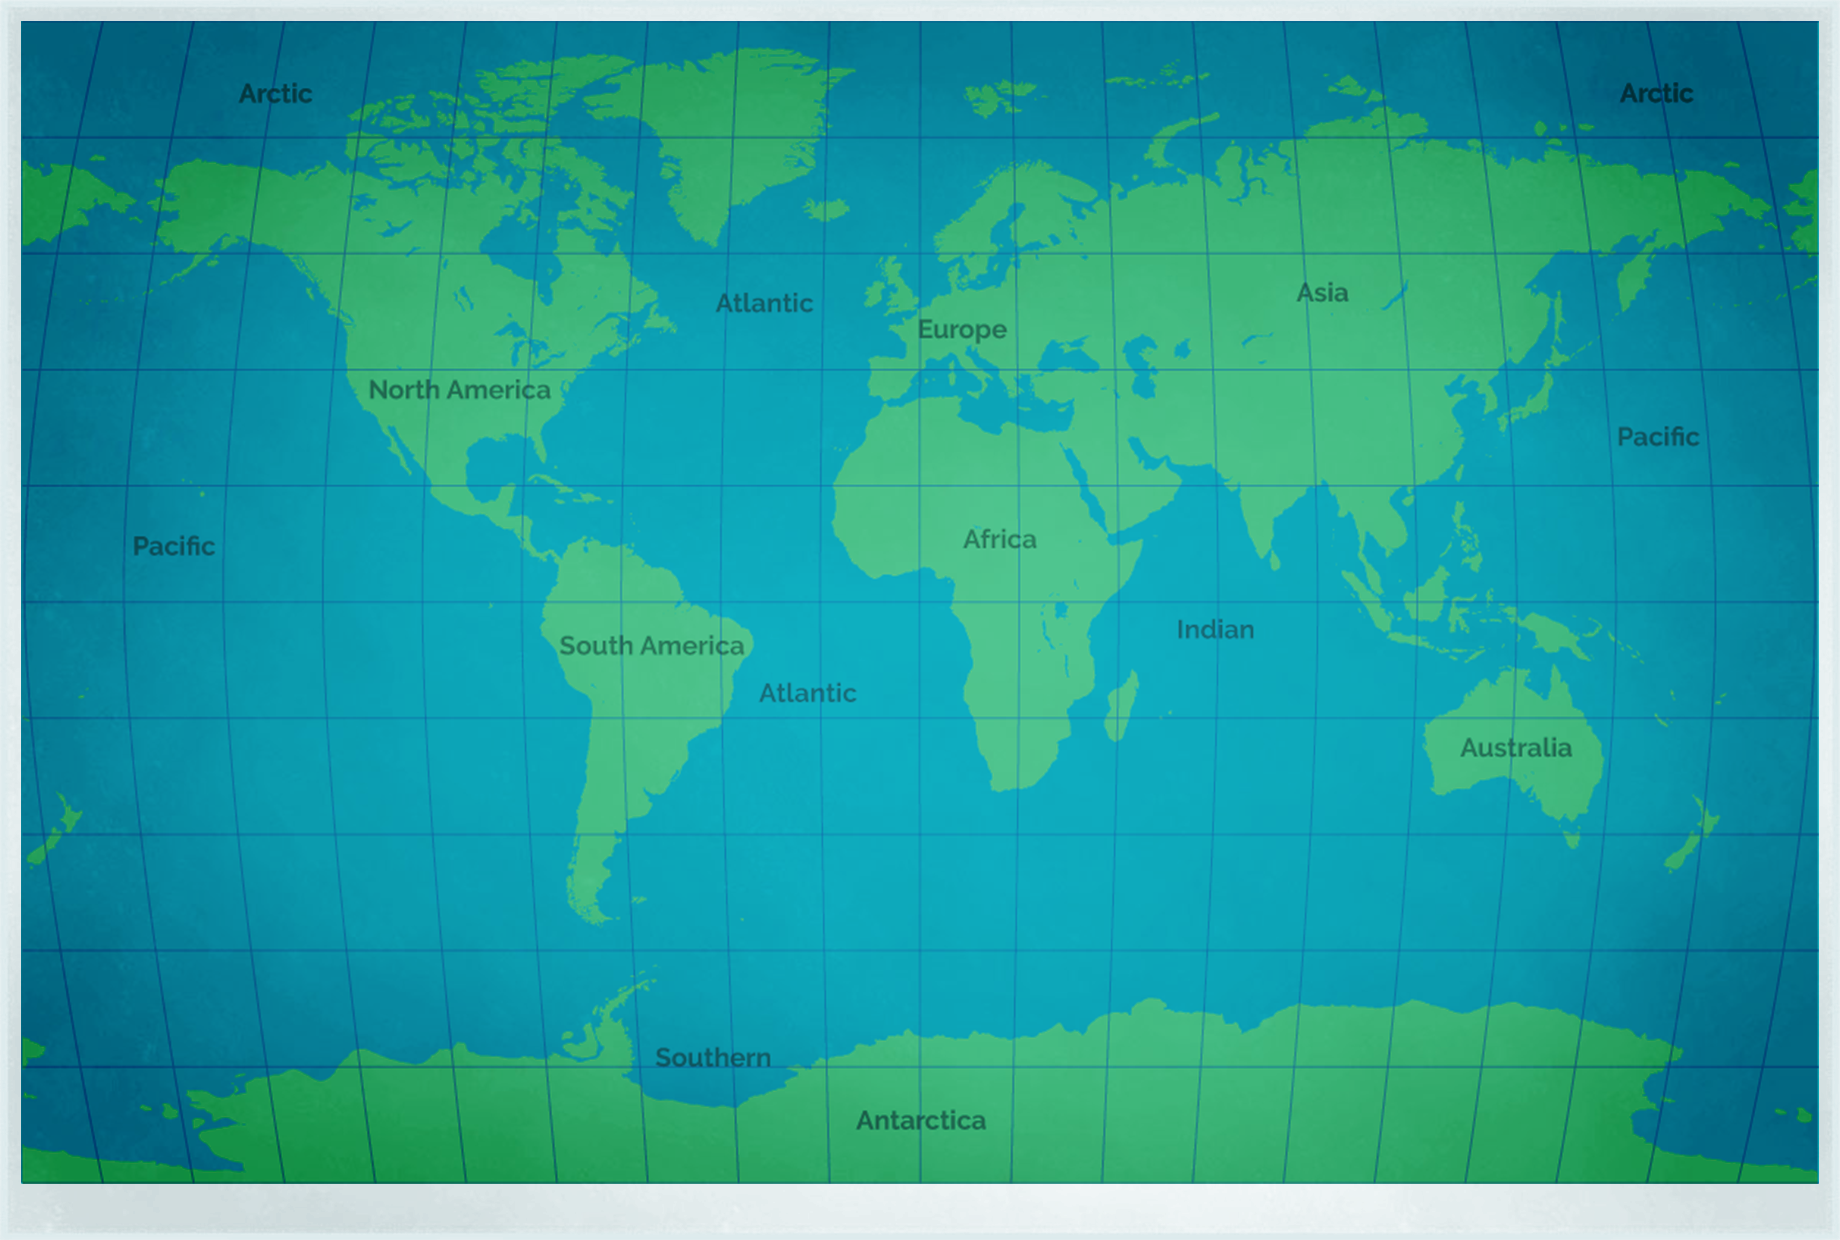 Arctic
Arctic
Asia
Atlantic
Europe
North America
Pacific
Africa
Pacific
Indian
South America
Atlantic
Australia
Southern
Antarctica